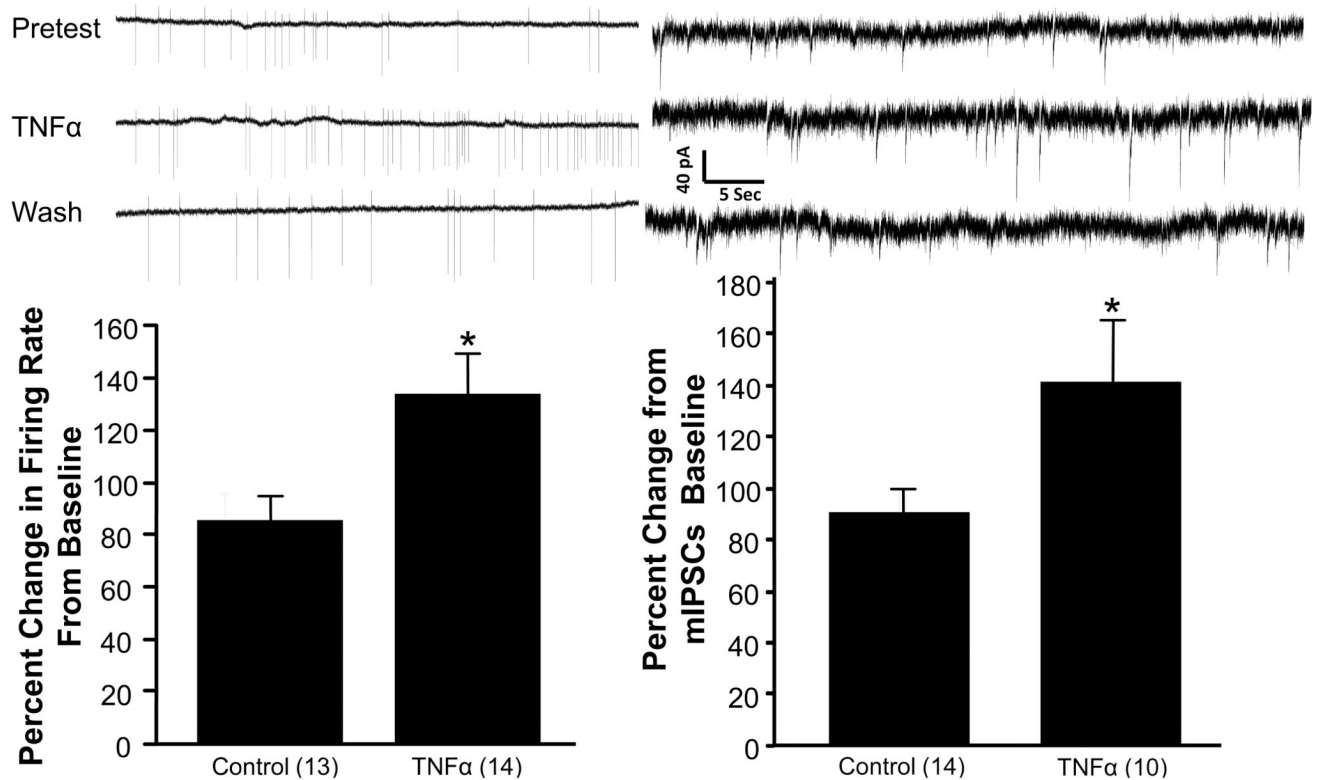 Pretest
TNFα
Wash
40 pA
5 Sec
Percent Change in Firing Rate
From Baseline
160
140
120
100
80
60
40
20
0
*
Control (13)
TNFα (14)
Percent Change from
mIPSCs Baseline
180
160
140
120
100
80
60
40
20
0
*
Control (14)
TNFα (10)